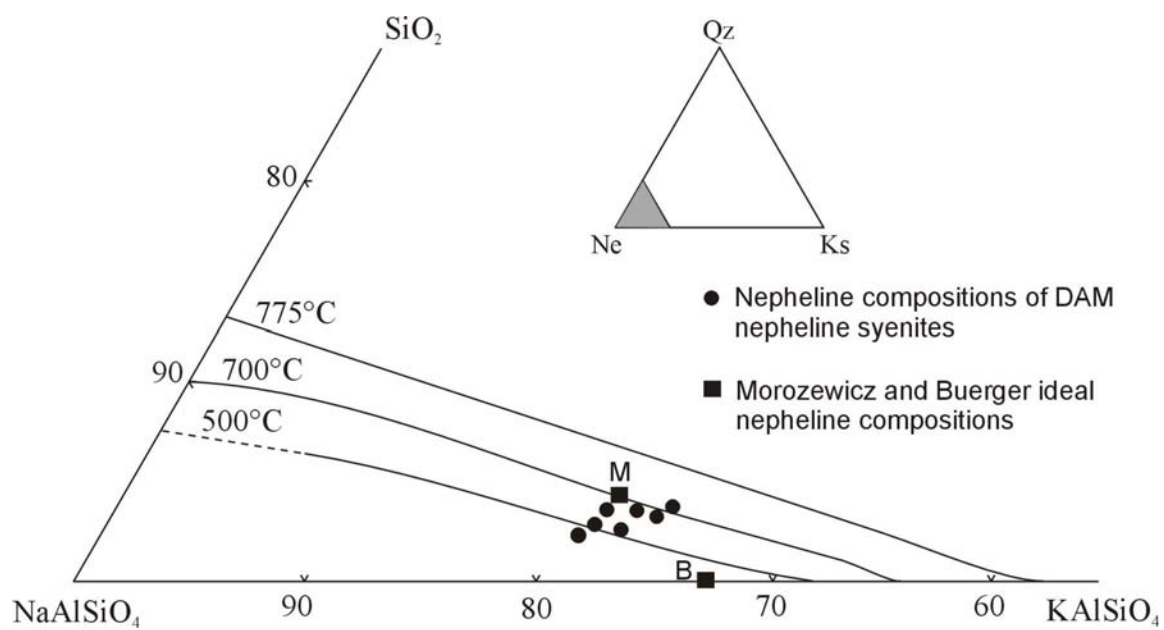 SiO₂
Qz
80
Ne
Ks
775°C
Nepheline compositions of DAM
nepheline syenites
90
700°C
500°C
Morozewicz and Buerger ideal
nepheline compositions
M
B
NaAlSiO₄
90
80
70
60
KAlSiO₄